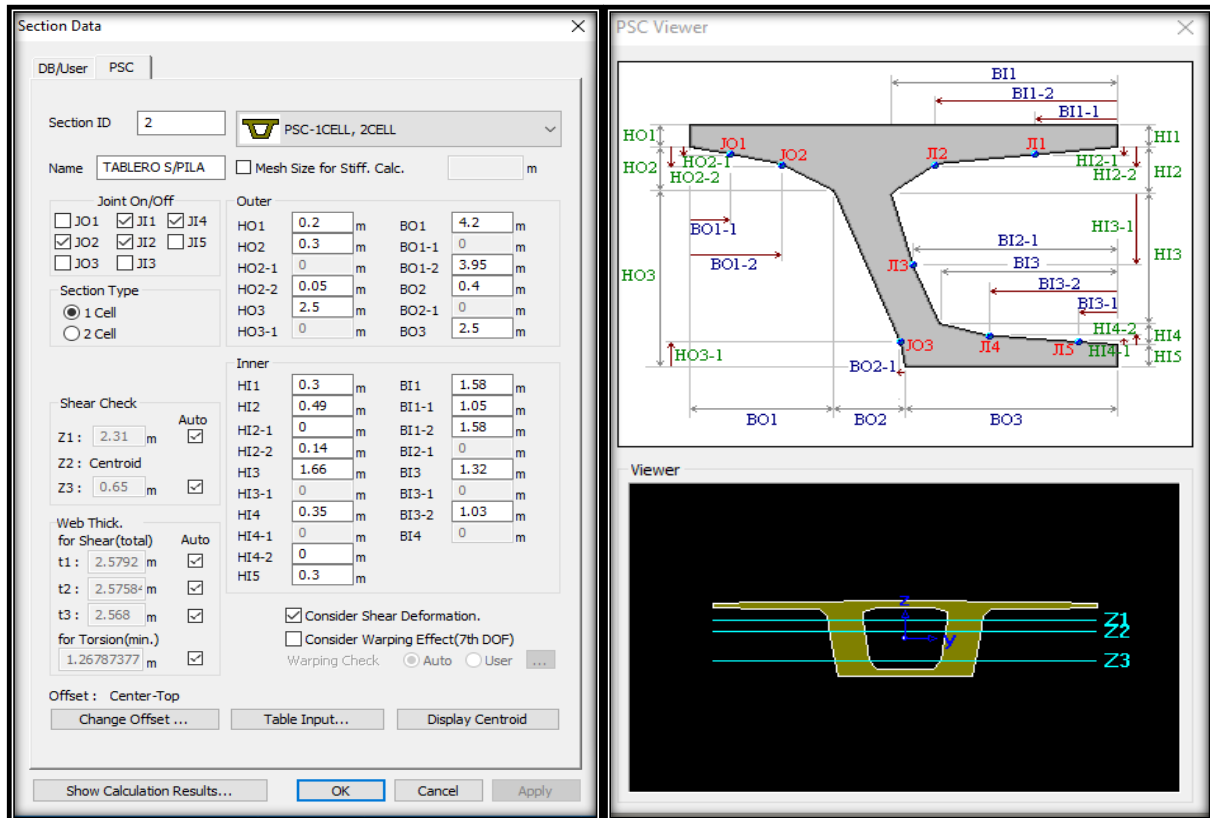 Section Data
DB/User PSC
Section ID 2 PSC-1CELL, 2CELL
Name TABLERO S/PILA Mesh Size for Stiff. Calc. m
Joint On/Off
JO1 JI1 JI4
JO2 JI2 JI5
JO3 JI3
Section Type
1 Cell
2 Cell
Outer
HO1 0.2 m BO1 4.2 m
HO2 0.3 m BO1-1 0 m
HO2-1 0 m BO1-2 3.95 m
HO2-2 0.05 m BO2 0.4 m
HO3 2.5 m BO2-1 0 m
HO3-1 0 m BO3 2.5 m
Inner
HI1 0.3 m BI1 1.58 m
HI2 0.49 m BI1-1 1.05 m
HI2-1 0 m BI1-2 1.58 m
HI2-2 0.14 m BI2-1 0 m
HI3 1.66 m BI3 1.32 m
HI3-1 0 m BI3-1 0 m
HI4 0.35 m BI3-2 1.03 m
HI4-1 0 m BI4 0 m
HI4-2 0 m
HI5 0.3 m
Shear Check
Auto
Z1 : 2.31 m
Z2 : Centroid
Z3 : 0.65 m
Web Thick.
for Shear(total) Auto
t1 : 2.5792 m
t2 : 2.57584 m
t3 : 2.568 m
for Torsion(min.)
1.26787377 m
Consider Shear Deformation.
Consider Warping Effect(7th DOF)
Warping Check Auto User ...
Offset : Center-Top
Change Offset ... Table Input... Display Centroid
Show Calculation Results... OK Cancel Apply
PSC Viewer
BI1
BI1-2
BI1-1
HO1 HI1
JO1 JO2 JI2 JI1
HO2 HO2-1 HO2-2 HI2-1 HI2-2 HI2
BO1-1
BO1-2
HI3-1
BI2-1
JI3 BI3
HO3 HI3
BI3-2
BI3-1
HI4-2 HI4
JO3 JI4 JI5 HI4-1
HO3-1 HI5
BO2-1
BO1 BO2 BO3
Viewer
z
y
Z1
Z2
Z3